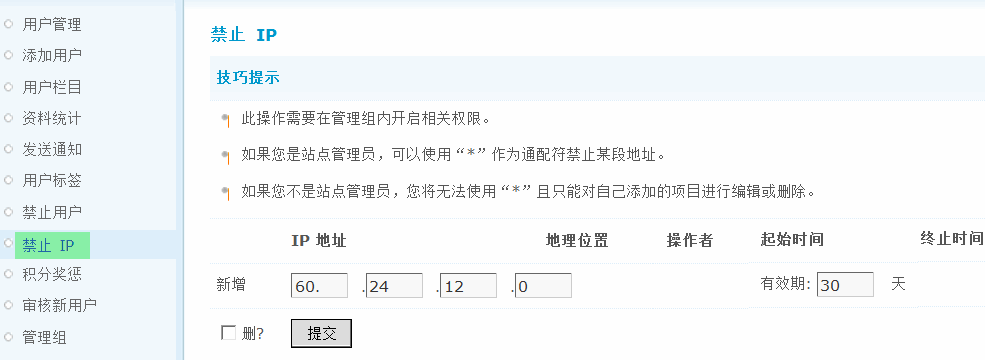 用户管理
添加用户
用户栏目
资料统计
发送通知
用户标签
禁止用户
禁止 IP
积分奖惩
审核新用户
管理组
禁止 IP
技巧提示
此操作需要在管理组内开启相关权限。
如果您是站点管理员，可以使用“*”作为通配符禁止某段地址。
如果您不是站点管理员，您将无法使用“*”且只能对自己添加的项目进行编辑或删除。
IP 地址 地理位置 操作者 起始时间 终止时间
新增 60. .24 .12 .0 有效期: 30 天
删? 提交